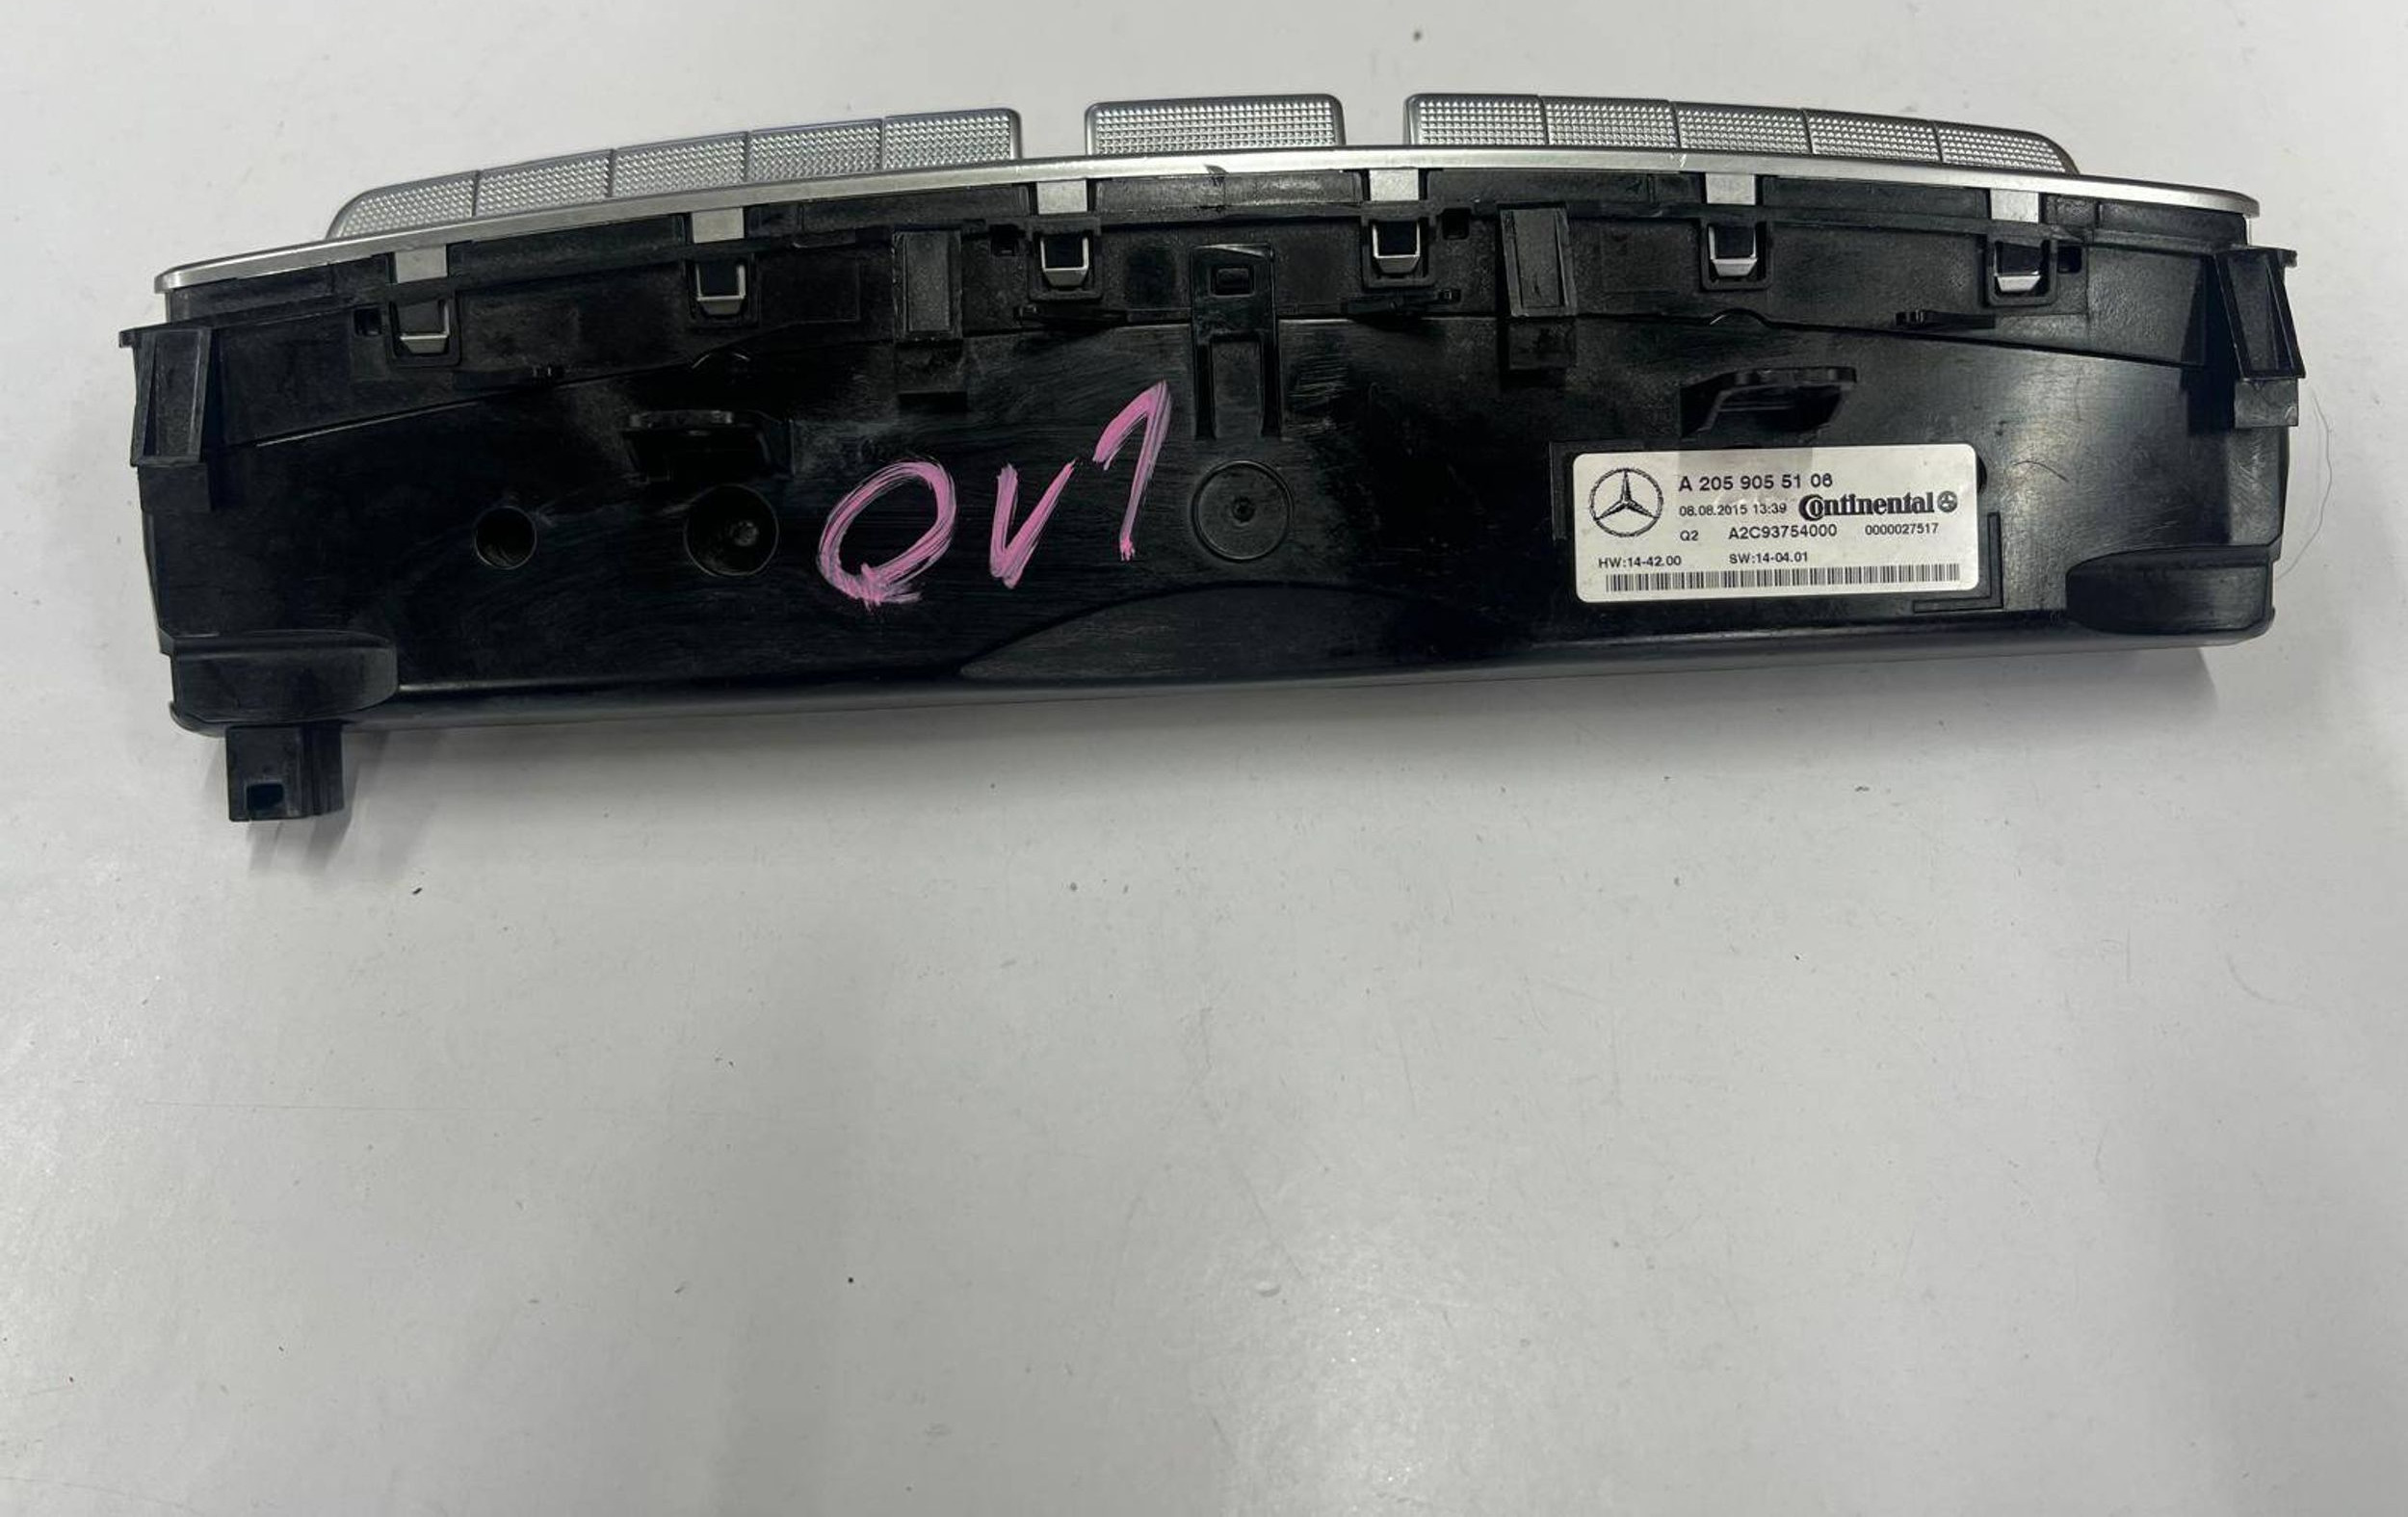 QV1
A 205 905 51 06
08.08.2015 13:39 Continental
Q2 A2C93754000 0000027517
HW:14-42.00 SW:14-04.01